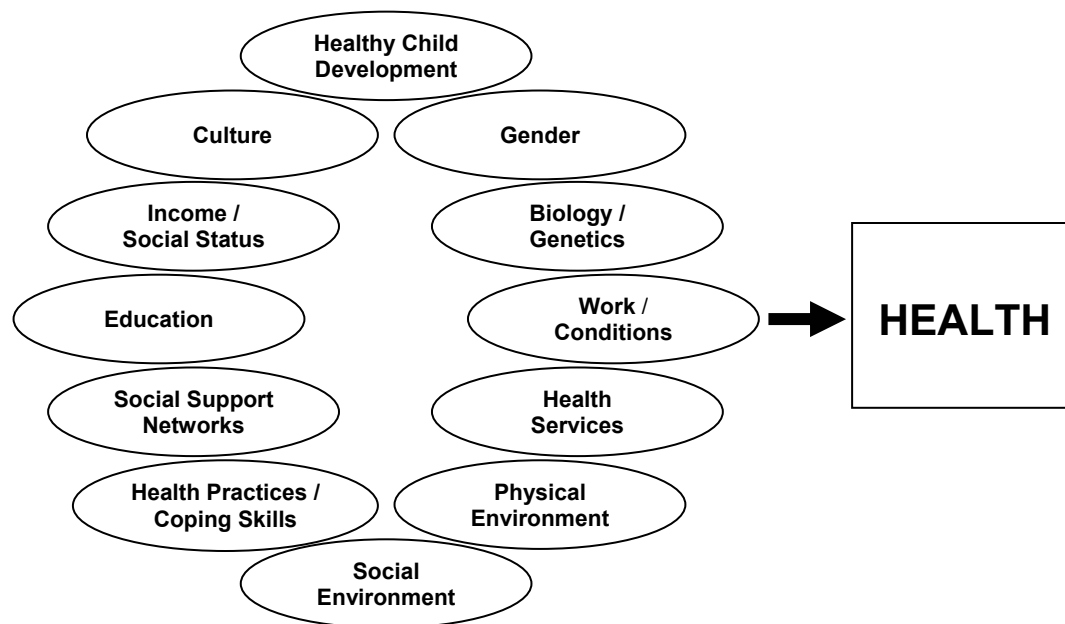 Healthy Child
Development
Culture
Gender
Income /
Social Status
Biology /
Genetics
Education
Work /
Conditions
HEALTH
Social Support
Networks
Health
Services
Health Practices /
Coping Skills
Physical
Environment
Social
Environment